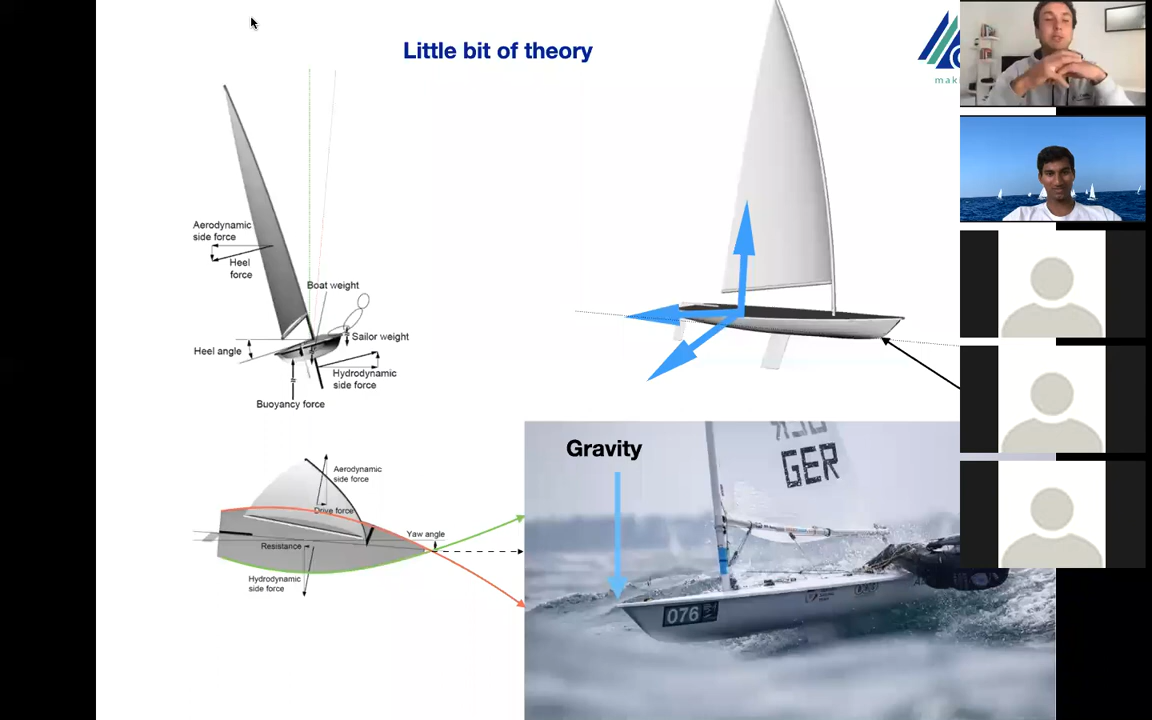 Little bit of theory
mak
Aerodynamic
side force
Heel
force
Boat weight
Sailor weight
Heel angle
Hydrodynamic
side force
Buoyancy force
Aerodynamic
side force
Drive force
Yaw angle
Resistance
Hydrodynamic
side force
Gravity
GER
076